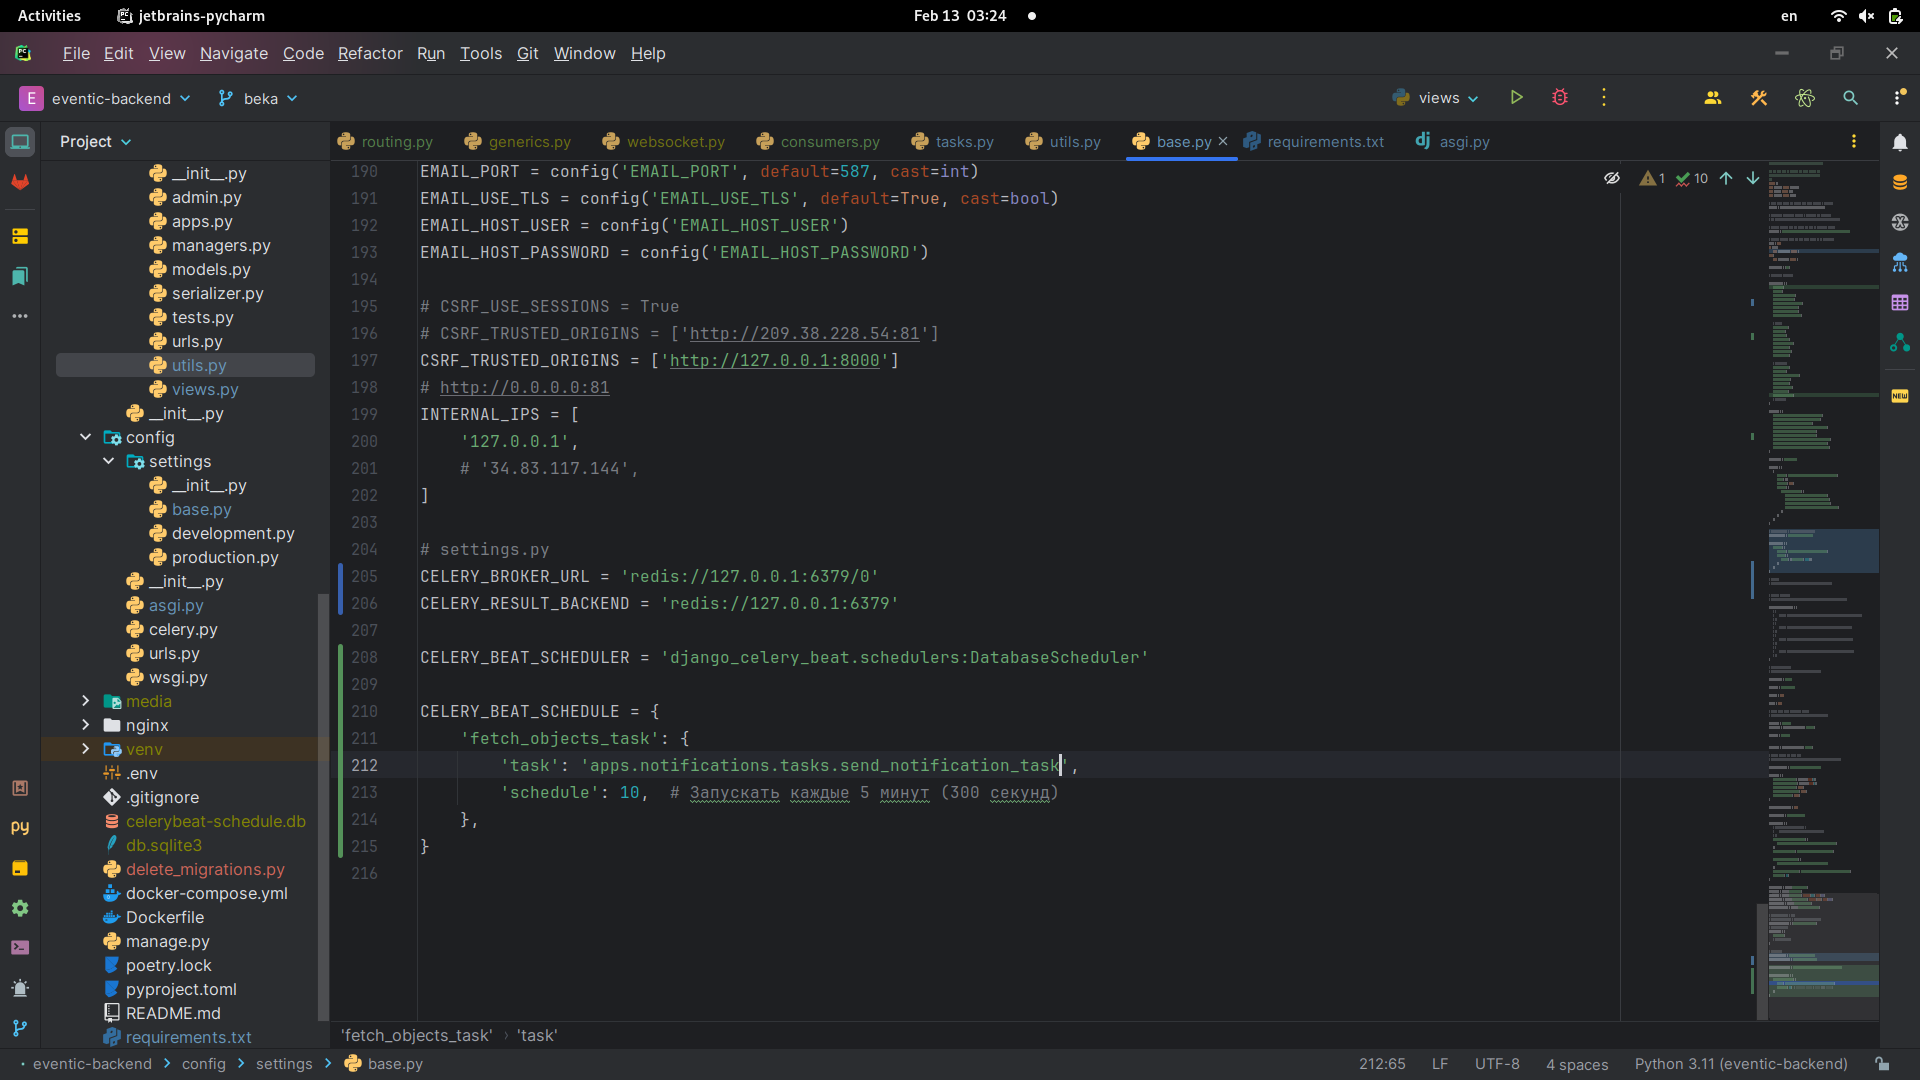 Activities
jetbrains-pycharm
Feb 13 03:24
en
File Edit View Navigate Code Refactor Run Tools Git Window Help
E eventic-backend
beka
views
Project
routing.py
generics.py
websocket.py
consumers.py
tasks.py
utils.py
base.py
requirements.txt
asgi.py
1
10
__init__.py
admin.py
apps.py
managers.py
models.py
serializer.py
tests.py
urls.py
utils.py
views.py
__init__.py
config
settings
__init__.py
base.py
development.py
production.py
__init__.py
asgi.py
celery.py
urls.py
wsgi.py
media
nginx
venv
.env
.gitignore
celerybeat-schedule.db
db.sqlite3
delete_migrations.py
docker-compose.yml
Dockerfile
manage.py
poetry.lock
pyproject.toml
README.md
requirements.txt
190 EMAIL_PORT = config('EMAIL_PORT', default=587, cast=int)
191 EMAIL_USE_TLS = config('EMAIL_USE_TLS', default=True, cast=bool)
192 EMAIL_HOST_USER = config('EMAIL_HOST_USER')
193 EMAIL_HOST_PASSWORD = config('EMAIL_HOST_PASSWORD')
194
195 # CSRF_USE_SESSIONS = True
196 # CSRF_TRUSTED_ORIGINS = ['http://209.38.228.54:81']
197 CSRF_TRUSTED_ORIGINS = ['http://127.0.0.1:8000']
198 # http://0.0.0.0:81
199 INTERNAL_IPS = [
200 '127.0.0.1',
201 # '34.83.117.144',
202 ]
203
204 # settings.py
205 CELERY_BROKER_URL = 'redis://127.0.0.1:6379/0'
206 CELERY_RESULT_BACKEND = 'redis://127.0.0.1:6379'
207
208 CELERY_BEAT_SCHEDULER = 'django_celery_beat.schedulers:DatabaseScheduler'
209
210 CELERY_BEAT_SCHEDULE = {
211 'fetch_objects_task': {
212 'task': 'apps.notifications.tasks.send_notification_task',
213 'schedule': 10, # Запускать каждые 5 минут (300 секунд)
214 },
215 }
216
'fetch_objects_task' › 'task'
NEW
py
eventic-backend
config
settings
base.py
212:65
LF
UTF-8
4 spaces
Python 3.11 (eventic-backend)